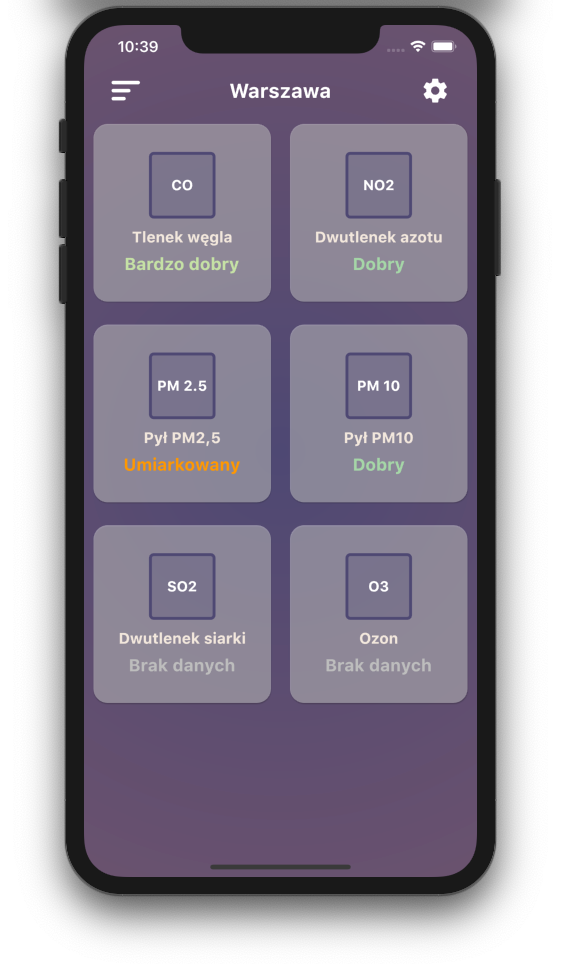 10:39
Warszawa
CO
Tlenek węgla
Bardzo dobry
NO2
Dwutlenek azotu
Dobry
PM 2.5
Pył PM2,5
Umiarkowany
PM 10
Pył PM10
Dobry
SO2
Dwutlenek siarki
Brak danych
O3
Ozon
Brak danych